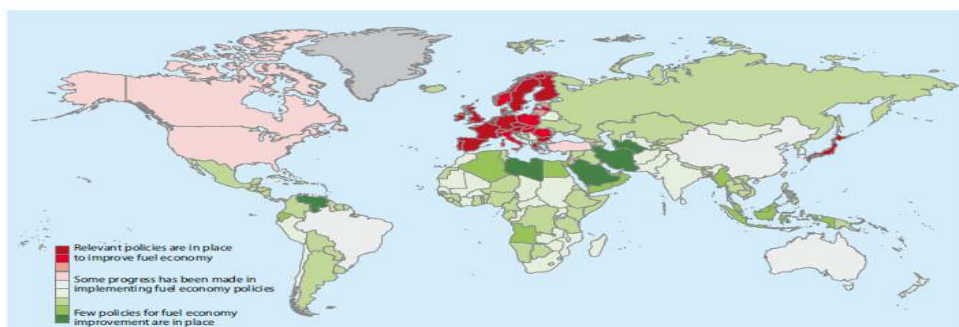 Relevant policies are in place
to improve fuel economy
Some progress has been made in
implementing fuel economy policies
Few policies for fuel economy
improvement are in place